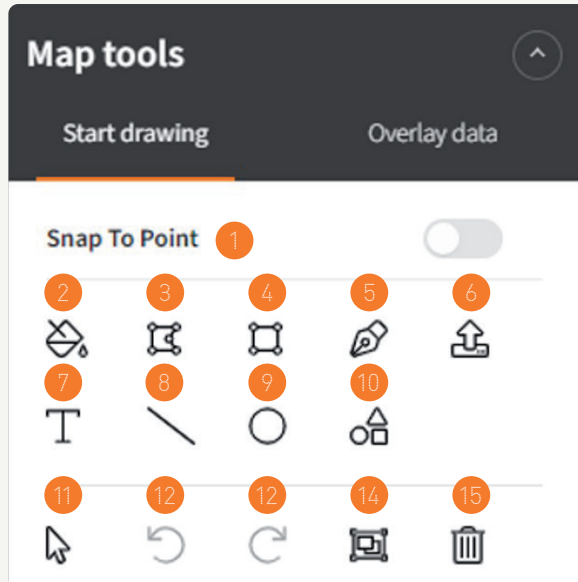 Map tools
Start drawing Overlay data
Snap To Point 1
2 3 4 5 6
7 8 9 10
T
11 12 12 14 15